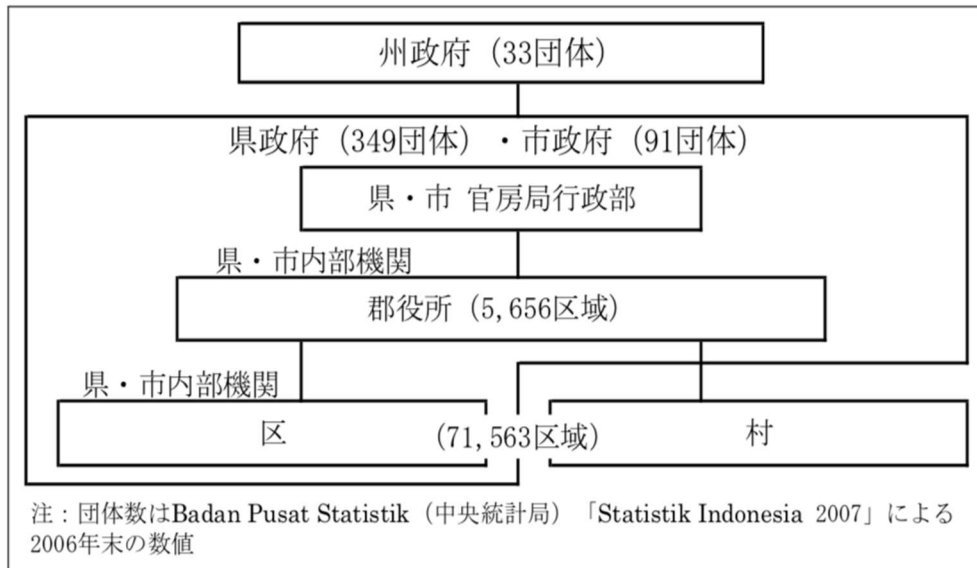 州政府（33団体）
県政府（349団体）・市政府（91団体）
県・市 官房局行政部
県・市内部機関
郡役所（5,656区域）
県・市内部機関
区
（71,563区域）
村
注：団体数はBadan Pusat Statistik（中央統計局）「Statistik Indonesia 2007」による
2006年末の数値